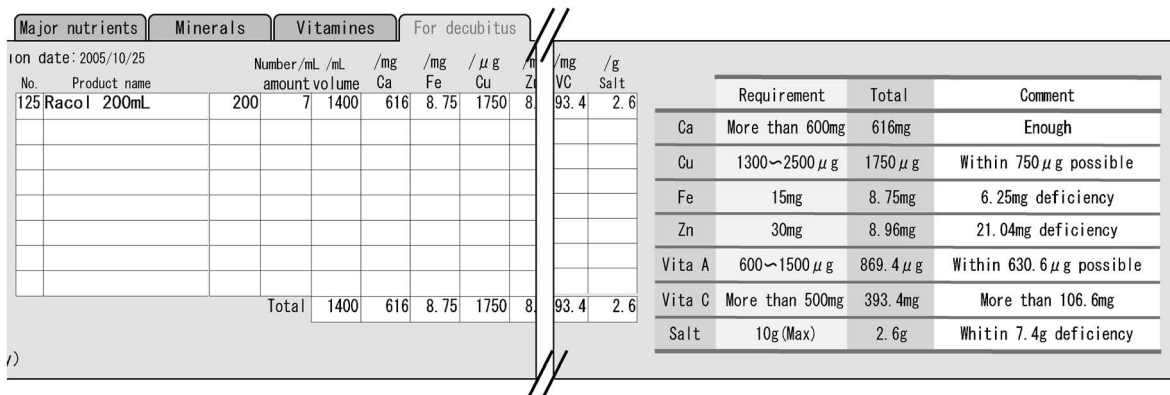 Major nutrients Minerals Vitamines For decubitus
ion date:2005/10/25
Number/mL /mL /mg /mg /μg /m /mg /g
No. Product name amount volume Ca Fe Cu Zn VC Salt
125 Racol 200mL 200 7 1400 616 8.75 1750 8. 93.4 2.6
Total 1400 616 8.75 1750 8. 93.4 2.6
y)
Requirement Total Comment
Ca More than 600mg 616mg Enough
Cu 1300〜2500μg 1750μg Within 750μg possible
Fe 15mg 8.75mg 6.25mg deficiency
Zn 30mg 8.96mg 21.04mg deficiency
Vita A 600〜1500μg 869.4μg Within 630.6μg possible
Vita C More than 500mg 393.4mg More than 106.6mg
Salt 10g(Max) 2.6g Whitin 7.4g deficiency